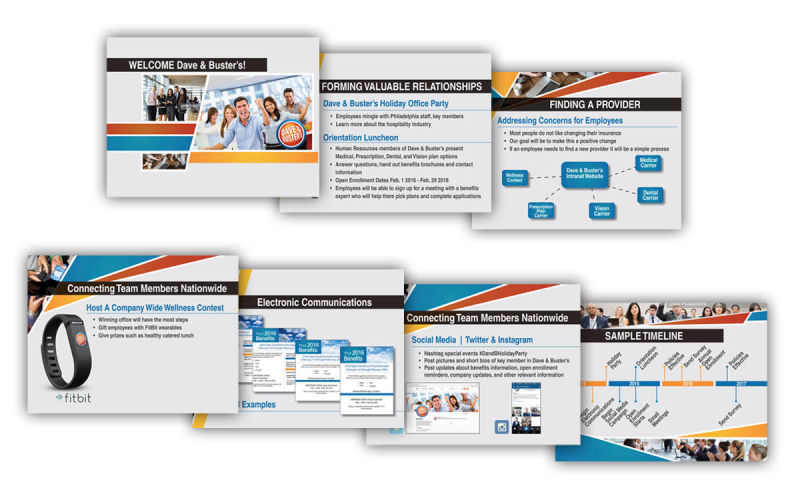 WELCOME Dave & Buster's!
DAVE & BUSTER'S
FORMING VALUABLE RELATIONSHIPS
Dave & Buster's Holiday Office Party
• Employees mingle with Philadelphia staff, key members
• Learn more about the hospitality industry
Orientation Luncheon
• Human Resources members of Dave & Buster's present
Medical, Prescription, Dental, and Vision plan options
• Answer questions, hand out benefits brochures and contact
information
• Open Enrollment Dates Feb. 1 2016 - Feb. 29 2016
• Employees will be able to sign up for a meeting with a benefits
expert who will help them pick plans and complete applications
FINDING A PROVIDER
Addressing Concerns for Employees
• Most people do not like changing their insurance
• Our goal will be to make this a positive change
• If an employee needs to find a new provider it will be a simple process
Wellness
Contest
Dave & Buster's
Intranet Website
Medical
Carrier
Dental
Carrier
Vision
Carrier
Prescription
Plan
Carrier
Connecting Team Members Nationwide
Host A Company Wide Wellness Contest
• Winning office will have the most steps
• Gift employees with FitBit wearables
• Give prizes such as healthy catered lunch
fitbit
Electronic Communications
Your 2016
Benefits
Your 2016
Benefits
Examples
Connecting Team Members Nationwide
Social Media | Twitter & Instagram
• Hashtag special events #DandBHolidayParty
• Post pictures and short bios of key member in Dave & Buster's
• Post updates about benefits information, open enrollment
reminders, company updates, and other relevant information
SAMPLE TIMELINE
Holiday
Party
Orientation
Luncheon
Policies
Effective
Send Survey
Annual
Open
Enrollment
Policies
Effective
2015
2016
2017
Electronic
Communications
Begin
Social Media
Campaign
Open
Enrollment
Starts
Small
Meetings
Send Survey